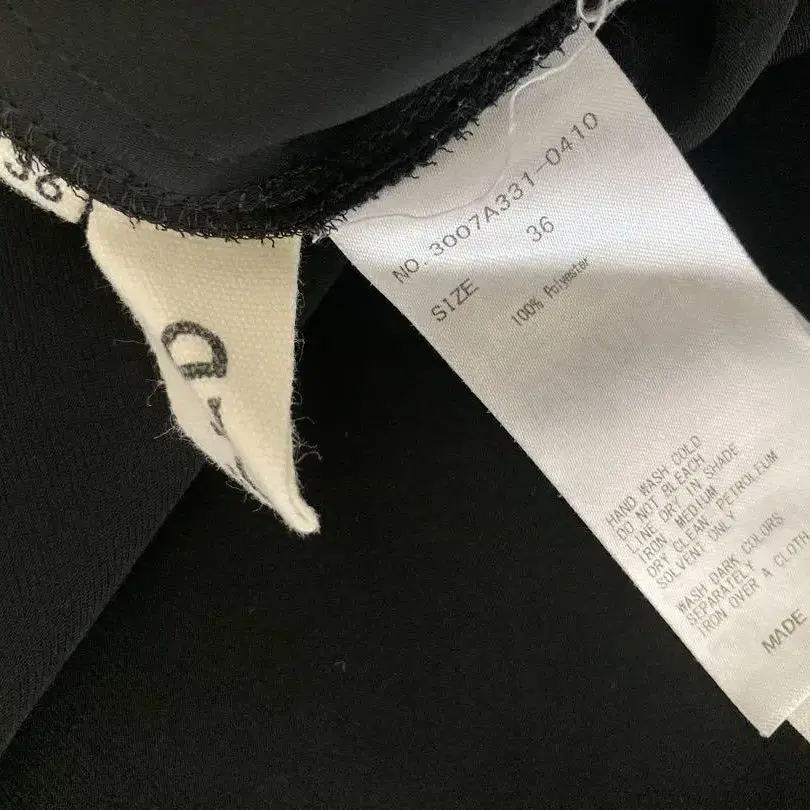 36
D
NO. 3007A331-0410
SIZE 36
100% Polyester
HAND WASH COLD
DO NOT BLEACH
LINE DRY IN SHADE
IRON MEDIUM
DRY CLEAN, PETROLEUM
SOLVENT ONLY
WASH DARK COLORS
SEPARATELY
IRON OVER A CLOTH
MADE